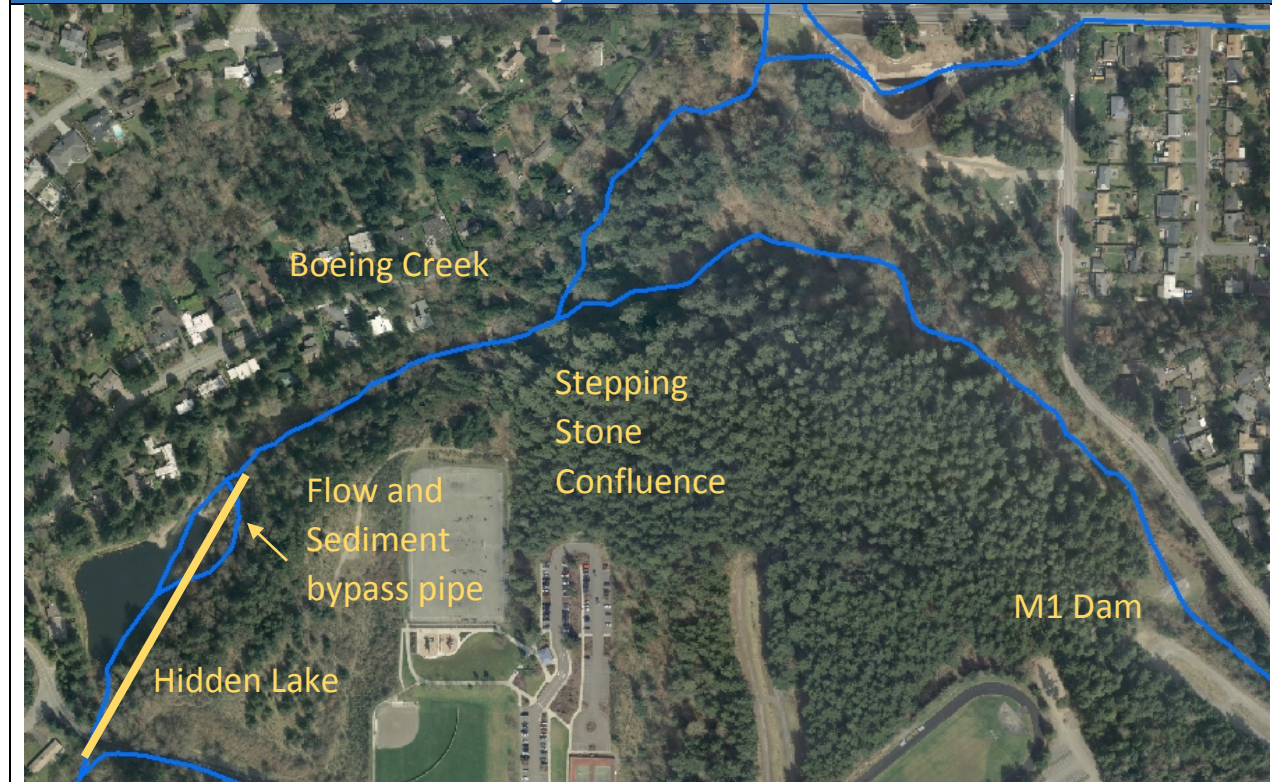 Boeing Creek
Stepping
Stone
Confluence
Flow and
Sediment
bypass pipe
M1 Dam
Hidden Lake